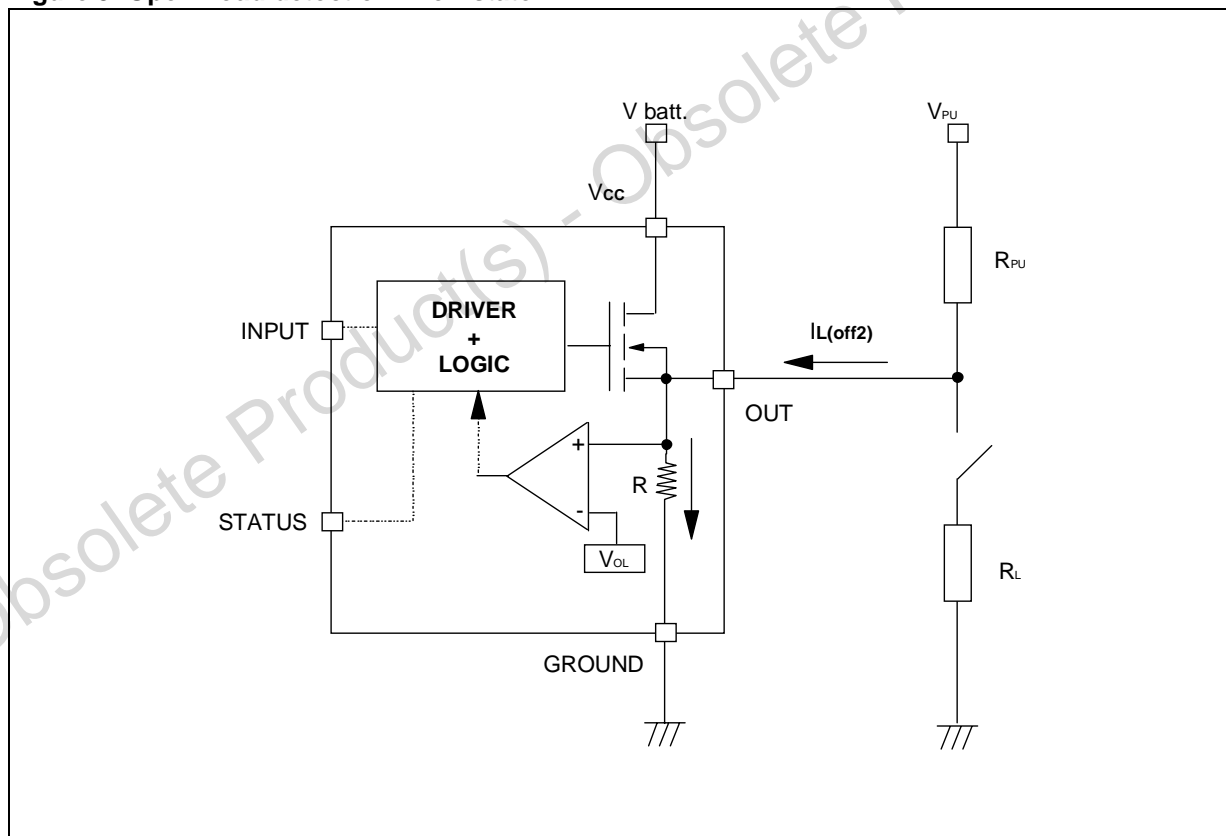 V batt.
VPU
Vcc
RPU
DRIVER
+
LOGIC
INPUT
IL(off2)
OUT
+
R
-
STATUS
VOL
RL
GROUND
Obsolete Product(s) - Obsolete